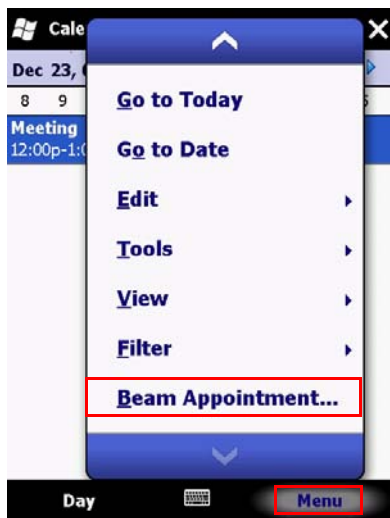 Cale
Dec 23, 
8 9
Meeting
12:00p-1:0
Go to Today
Go to Date
Edit
Tools
View
Filter
Beam Appointment...
Day
Menu